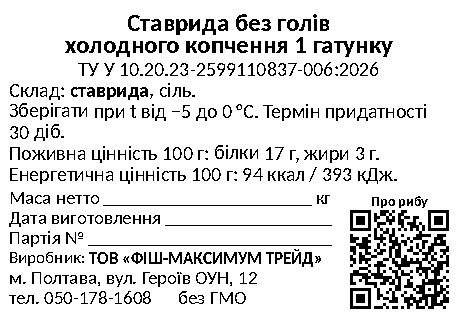 Ставрида без голів
холодного копчення 1 гатунку
ТУ У 10.20.23-2599110837-006:2026
Склад: ставрида, сіль.
Зберігати при t від −5 до 0 °С. Термін придатності
30 діб.
Поживна цінність 100 г: білки 17 г, жири 3 г.
Енергетична цінність 100 г: 94 ккал / 393 кДж.
Маса нетто ______________________ кг
Про рибу
Дата виготовлення __________________
Партія № __________________________
Виробник: ТОВ «ФІШ-МАКСИМУМ ТРЕЙД»
м. Полтава, вул. Героїв ОУН, 12
тел. 050-178-1608 без ГМО